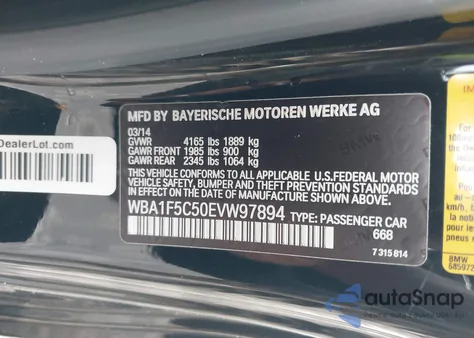 MFD BY BAYERISCHE MOTOREN WERKE AG
03/14
GVWR 4165 lbs 1889 kg
GAWR FRONT 1985 lbs 900 kg
GAWR REAR 2345 lbs 1064 kg
THIS VEHICLE CONFORMS TO ALL APPLICABLE U.S.FEDERAL MOTOR
VEHICLE SAFETY, BUMPER, AND THEFT PREVENTION STANDARDS
IN EFFECT ON THE DATE OF MANUFACTURE SHOWN ABOVE.
WBA1F5C50EVW97894 TYPE: PASSENGER CAR
668
7 315 814
DealerLot.com
BMW
autoSnap